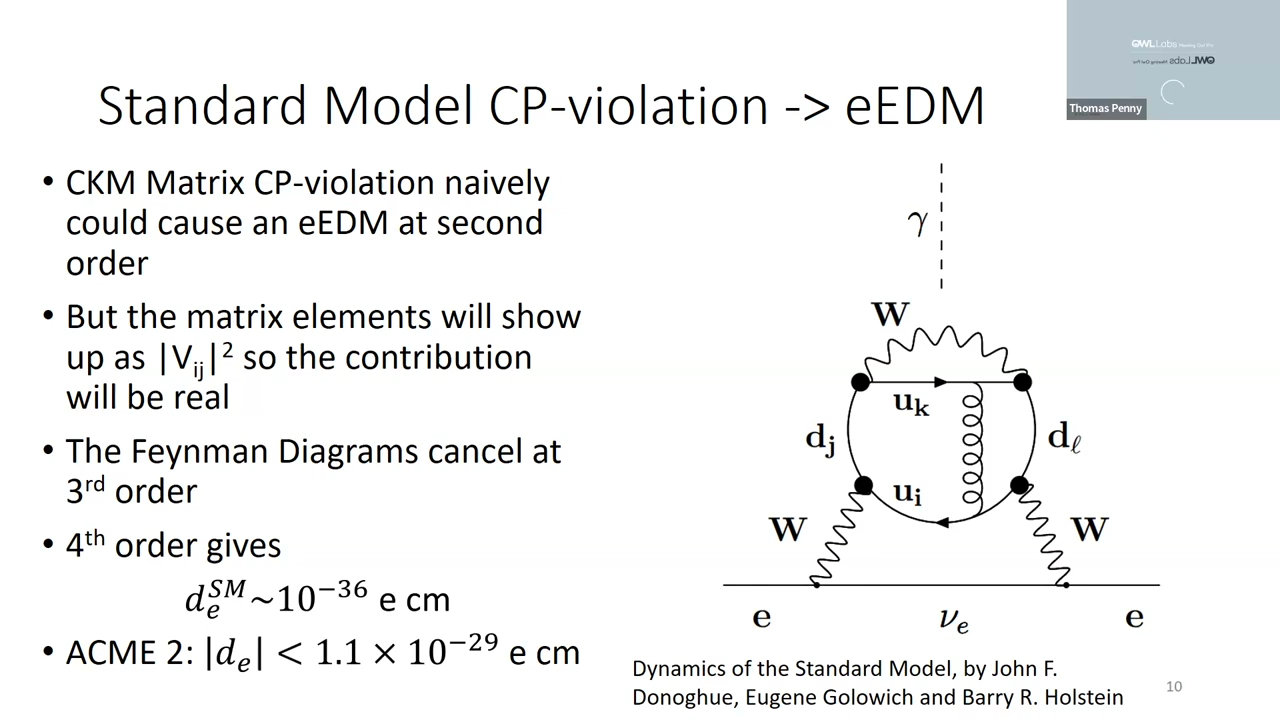 OWL Labs
OWL Labs
Thomas Penny
Standard Model CP-violation -> eEDM
• CKM Matrix CP-violation naively
could cause an eEDM at second
order
• But the matrix elements will show
up as |Vij|² so the contribution
will be real
• The Feynman Diagrams cancel at
3rd order
• 4th order gives
d_e^{SM}~10⁻³⁶ e cm
• ACME 2: |d_e| < 1.1 × 10⁻²⁹ e cm
γ
W
u_k
d_j
d_ℓ
u_i
W
W
e
ν_e
e
Dynamics of the Standard Model, by John F.
Donoghue, Eugene Golowich and Barry R. Holstein
10